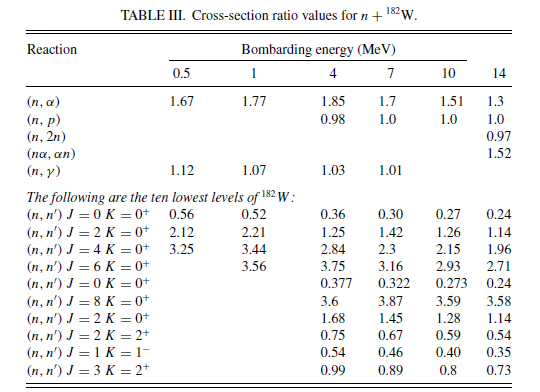 TABLE III. Cross-section ratio values for n + ¹⁸²W.
Reaction Bombarding energy (MeV)
0.5 1 4 7 10 14
(n, α) 1.67 1.77 1.85 1.7 1.51 1.3
(n, p) 0.98 1.0 1.0 1.0
(n, 2n) 0.97
(nα, αn) 1.52
(n, γ) 1.12 1.07 1.03 1.01
The following are the ten lowest levels of ¹⁸²W:
(n, n′) J = 0 K = 0⁺ 0.56 0.52 0.36 0.30 0.27 0.24
(n, n′) J = 2 K = 0⁺ 2.12 2.21 1.25 1.42 1.26 1.14
(n, n′) J = 4 K = 0⁺ 3.25 3.44 2.84 2.3 2.15 1.96
(n, n′) J = 6 K = 0⁺ 3.56 3.75 3.16 2.93 2.71
(n, n′) J = 0 K = 0⁺ 0.377 0.322 0.273 0.24
(n, n′) J = 8 K = 0⁺ 3.6 3.87 3.59 3.58
(n, n′) J = 2 K = 0⁺ 1.68 1.45 1.28 1.14
(n, n′) J = 2 K = 2⁺ 0.75 0.67 0.59 0.54
(n, n′) J = 1 K = 1⁻ 0.54 0.46 0.40 0.35
(n, n′) J = 3 K = 2⁺ 0.99 0.89 0.8 0.73